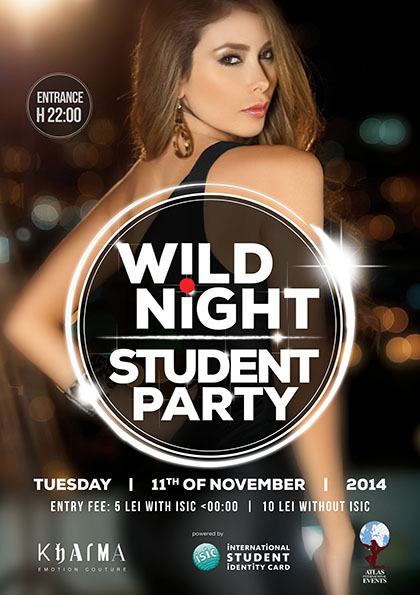 ENTRANCE
H 22:00
WiLD
NiGHT
STUDENT
PARTY
TUESDAY | 11TH OF NOVEMBER | 2014
ENTRY FEE: 5 LEI WITH ISIC <00:00 | 10 LEI WITHOUT ISIC
powered by
KhArMA
EMOTION COUTURE
isic
INTERNATIONAL
STUDENT
iDENTITY CARD
ATLAS
INTERNATIONAL
EVENTS